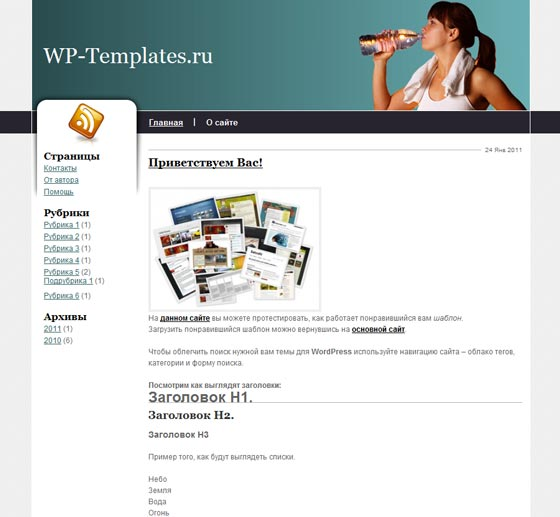 WP-Templates.ru
Главная | О сайте
Страницы
Контакты
От автора
Помощь
Рубрики
Рубрика 1 (1)
Рубрика 2 (1)
Рубрика 3 (1)
Рубрика 4 (1)
Рубрика 5 (2)
Подрубрика 1 (1)
Рубрика 6 (1)
Архивы
2011 (1)
2010 (6)
24 Янв 2011
Приветствуем Вас!
На данном сайте вы можете протестировать, как работает понравившийся вам шаблон.
Загрузить понравившийся шаблон можно вернувшись на основной сайт.
Чтобы облегчить поиск нужной вам темы для WordPress используйте навигацию сайта – облако тегов,
категории и форму поиска.
Посмотрим как выглядят заголовки:
Заголовок H1.
Заголовок H2.
Заголовок H3
Пример того, как будут выглядеть списки.
Небо
Земля
Вода
Огонь